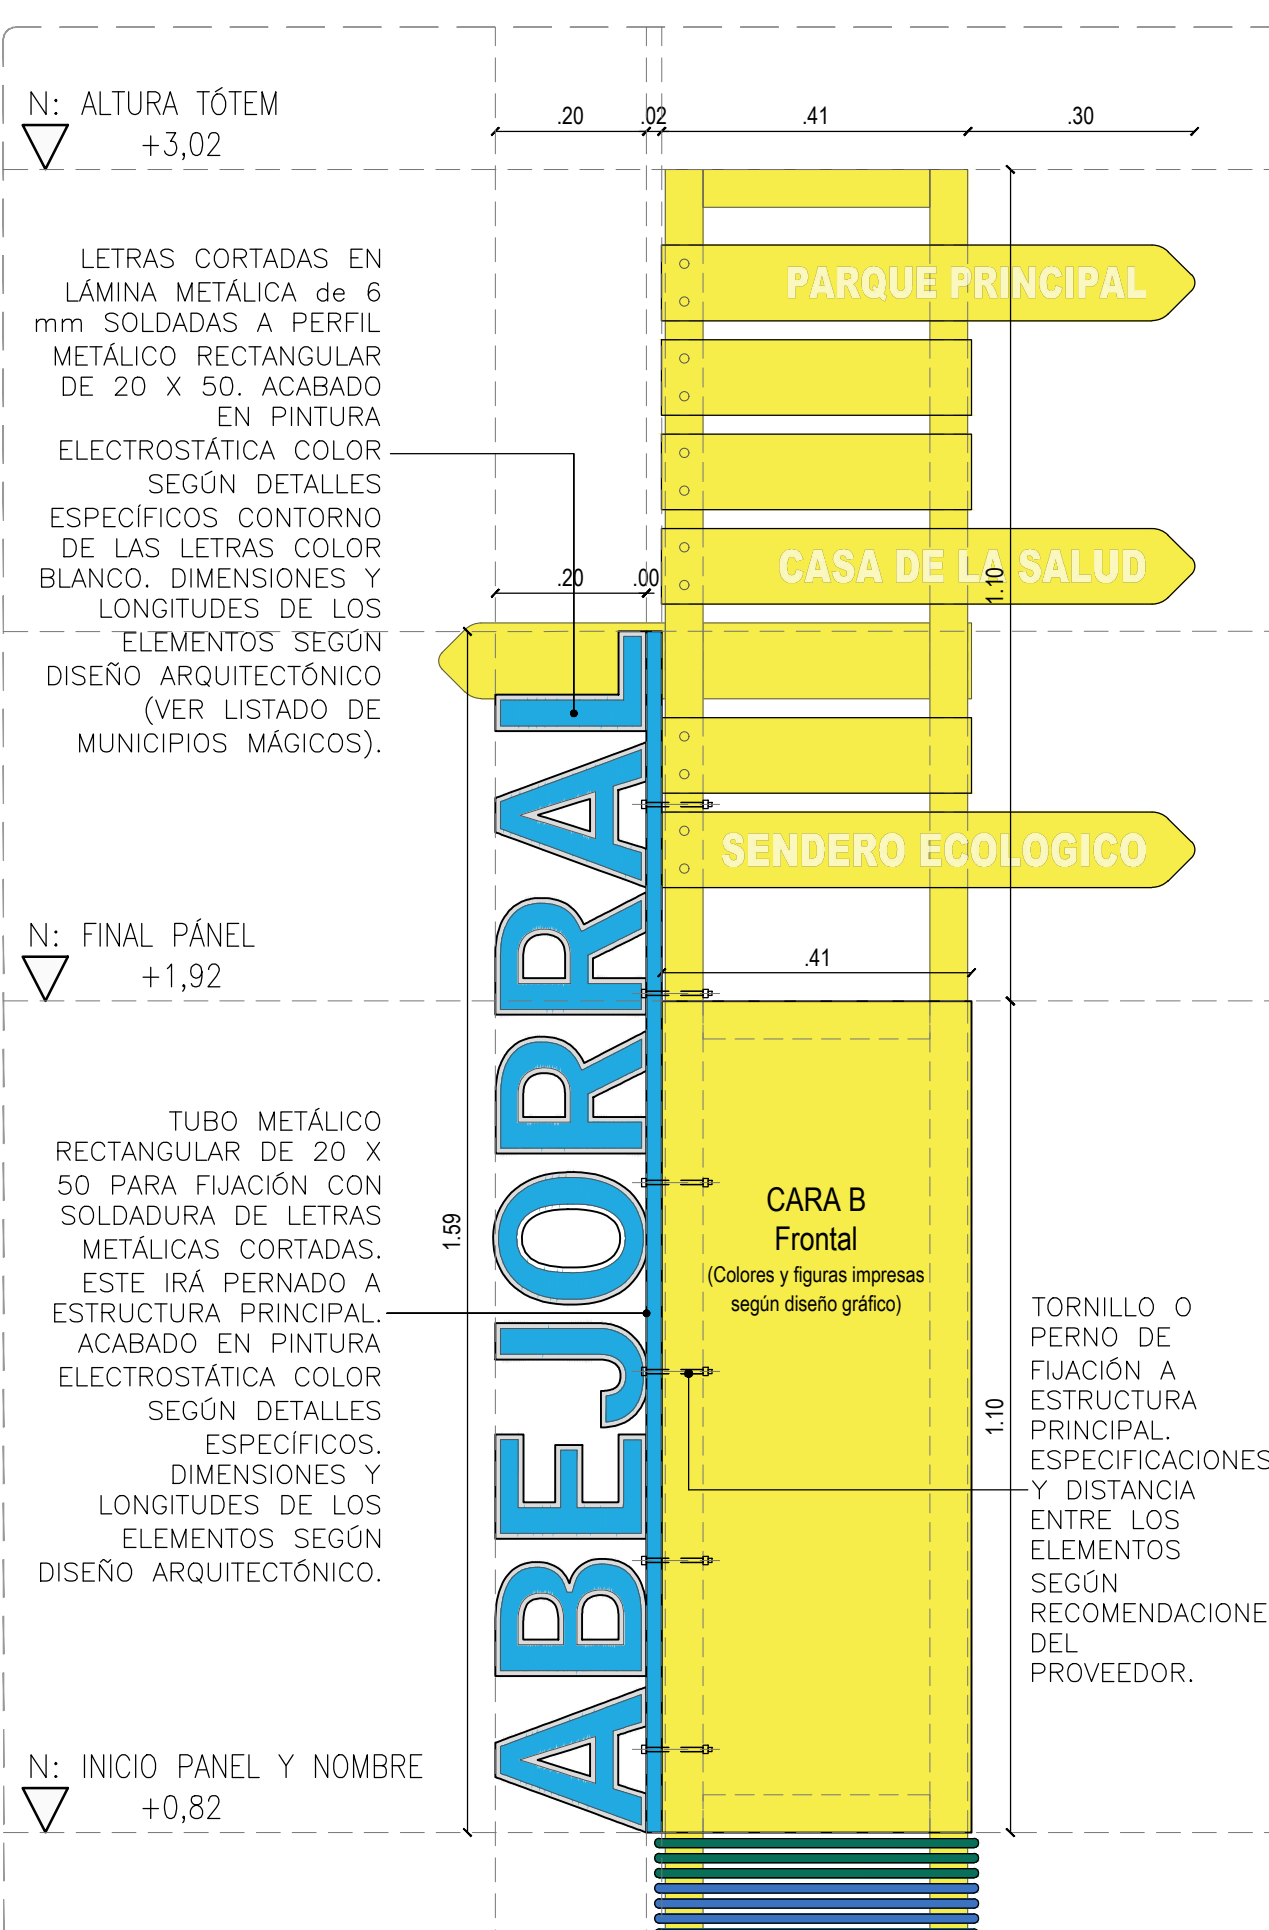 N: ALTURA TÓTEM
+3,02
.20
.02
.41
.30
LETRAS CORTADAS EN
LÁMINA METÁLICA de 6
mm SOLDADAS A PERFIL
METÁLICO RECTANGULAR
DE 20 X 50. ACABADO
EN PINTURA
ELECTROSTÁTICA COLOR
SEGÚN DETALLES
ESPECÍFICOS CONTORNO
DE LAS LETRAS COLOR
BLANCO. DIMENSIONES Y
LONGITUDES DE LOS
ELEMENTOS SEGÚN
DISEÑO ARQUITECTÓNICO
(VER LISTADO DE
MUNICIPIOS MÁGICOS).
PARQUE PRINCIPAL
CASA DE LA SALUD
1.10
.20
.00
SENDERO ECOLOGICO
N: FINAL PÁNEL
+1,92
.41
ABEJORRAL
1.59
TUBO METÁLICO
RECTANGULAR DE 20 X
50 PARA FIJACIÓN CON
SOLDADURA DE LETRAS
METÁLICAS CORTADAS.
ESTE IRÁ PERNADO A
ESTRUCTURA PRINCIPAL.
ACABADO EN PINTURA
ELECTROSTÁTICA COLOR
SEGÚN DETALLES
ESPECÍFICOS.
DIMENSIONES Y
LONGITUDES DE LOS
ELEMENTOS SEGÚN
DISEÑO ARQUITECTÓNICO.
CARA B
Frontal
(Colores y figuras impresas
según diseño gráfico)
1.10
TORNILLO O
PERNO DE
FIJACIÓN A
ESTRUCTURA
PRINCIPAL.
ESPECIFICACIONES
Y DISTANCIA
ENTRE LOS
ELEMENTOS
SEGÚN
RECOMENDACIONE
DEL
PROVEEDOR.
N: INICIO PANEL Y NOMBRE
+0,82